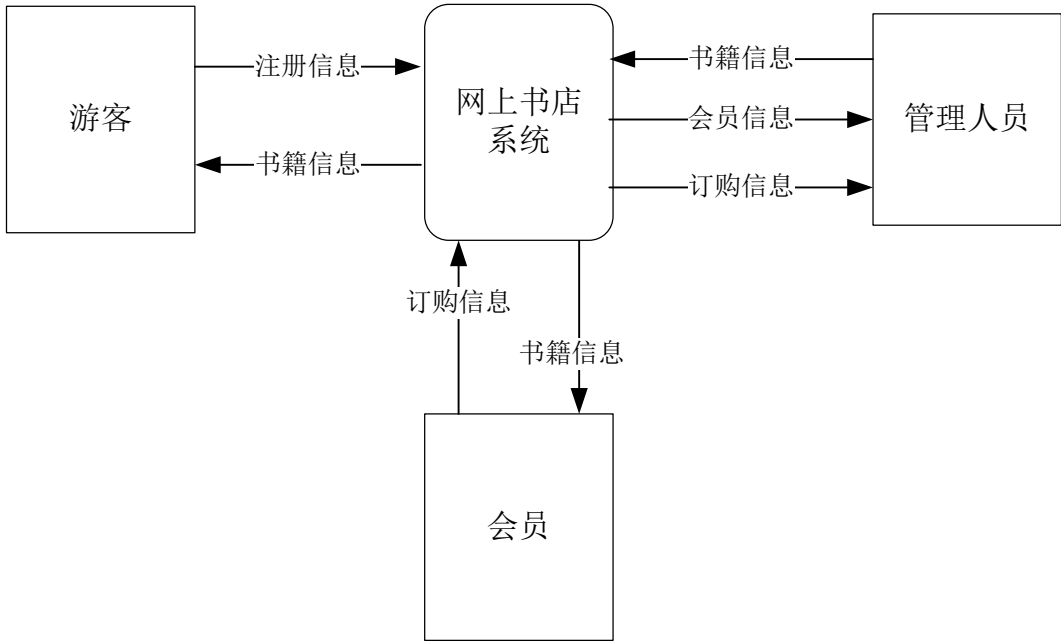 注册信息
游客
书籍信息
网上书店
系统
书籍信息
会员信息
订购信息
管理人员
订购信息
书籍信息
会员